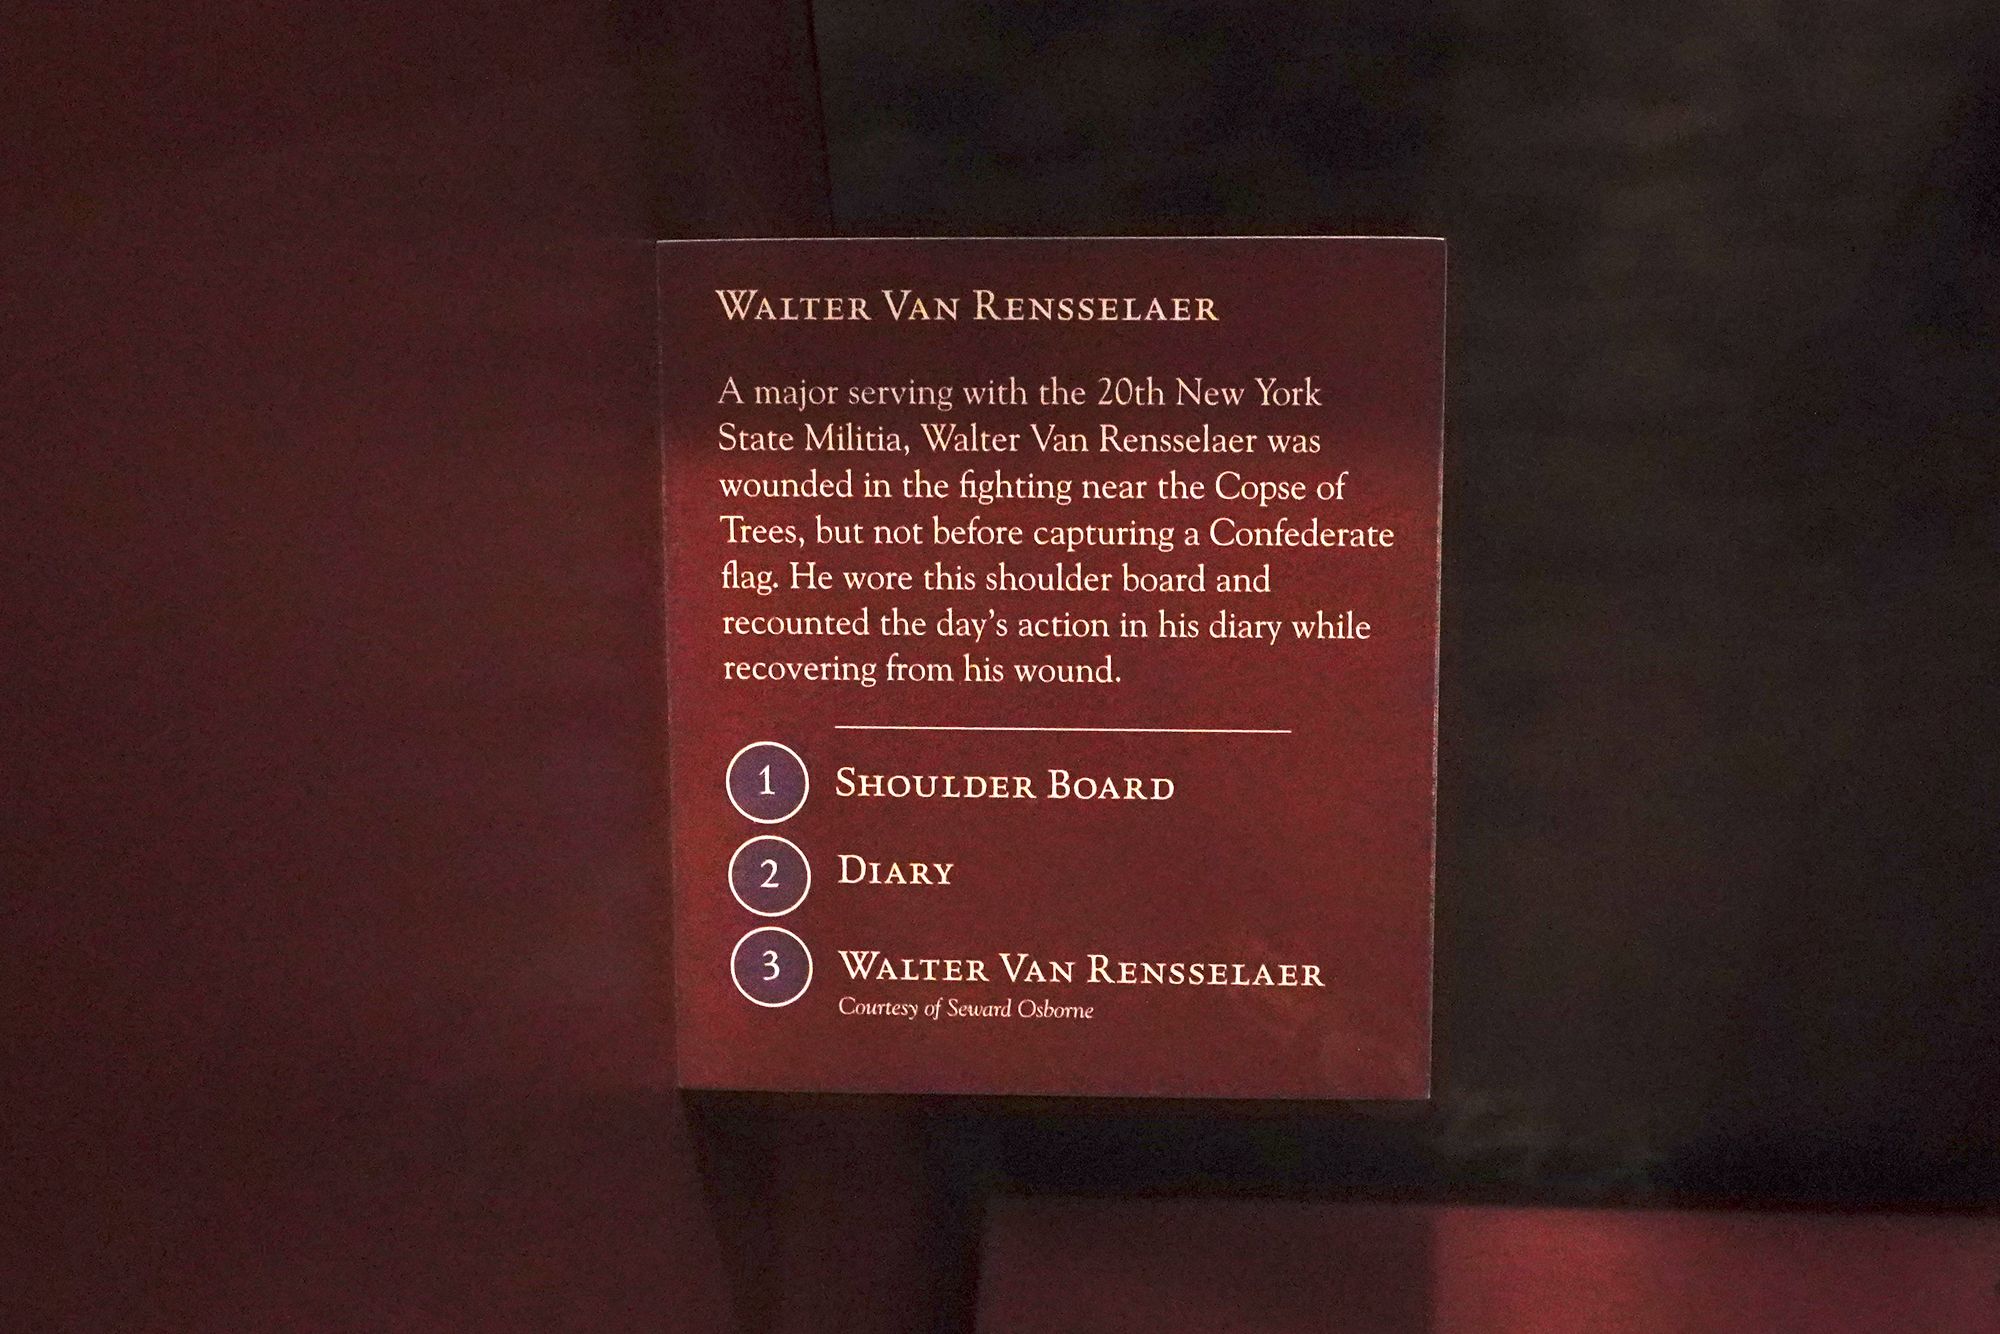 WALTER VAN RENSSELAER
A major serving with the 20th New York
State Militia, Walter Van Rensselaer was
wounded in the fighting near the Copse of
Trees, but not before capturing a Confederate
flag. He wore this shoulder board and
recounted the day's action in his diary while
recovering from his wound.
1 SHOULDER BOARD
2 DIARY
3 WALTER VAN RENSSELAER
Courtesy of Seward Osborne